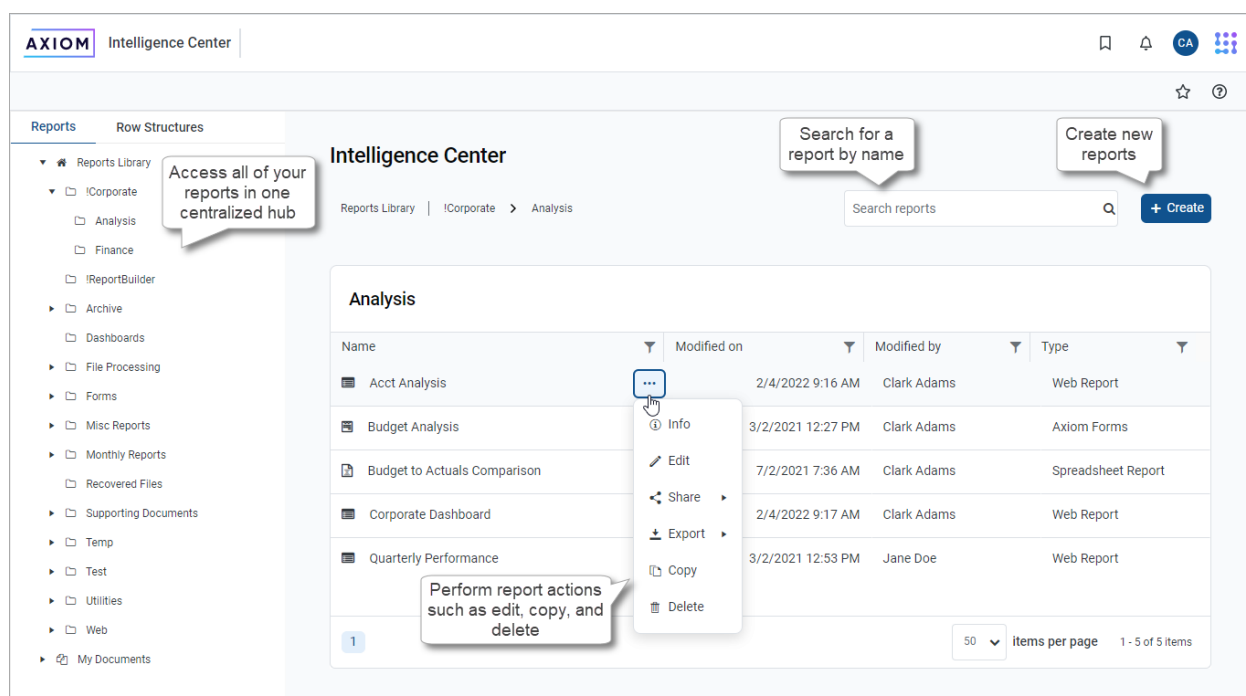 AXIOM Intelligence Center
CA
Reports Row Structures
Reports Library
!Corporate
Analysis
Finance
!ReportBuilder
Archive
Dashboards
File Processing
Forms
Misc Reports
Monthly Reports
Recovered Files
Supporting Documents
Temp
Test
Utilities
Web
My Documents
Access all of your
reports in one
centralized hub
Intelligence Center
Reports Library | !Corporate > Analysis
Search for a
report by name
Search reports
Create new
reports
+ Create
Analysis
Name Modified on Modified by Type
Acct Analysis ... 2/4/2022 9:16 AM Clark Adams Web Report
Budget Analysis 3/2/2021 12:27 PM Clark Adams Axiom Forms
Budget to Actuals Comparison 7/2/2021 7:36 AM Clark Adams Spreadsheet Report
Corporate Dashboard 2/4/2022 9:17 AM Clark Adams Web Report
Quarterly Performance 3/2/2021 12:53 PM Jane Doe Web Report
Info
Edit
Share
Export
Copy
Delete
Perform report actions
such as edit, copy, and
delete
1 50 items per page 1 - 5 of 5 items